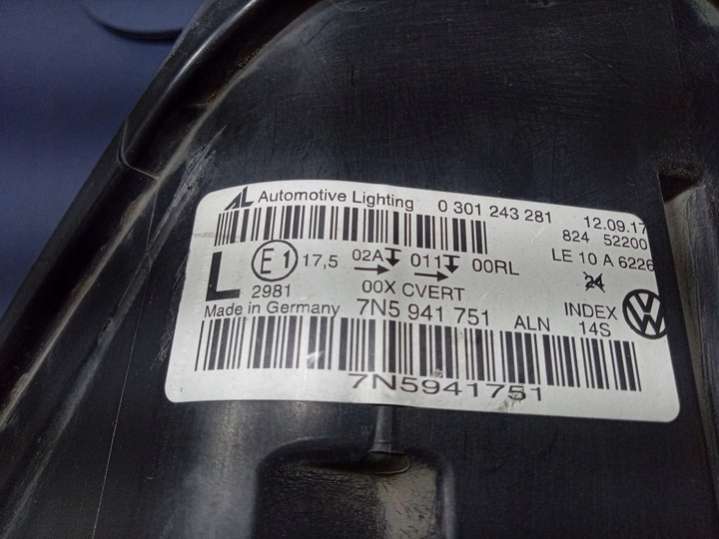 AL Automotive Lighting 0 301 243 281 12.09.17
824 52200
L E1 17,5 02A 011 00RL LE 10 A 6226
2981 00X CVERT 24
Made in Germany 7N5 941 751 ALN INDEX 14S
7N5941751